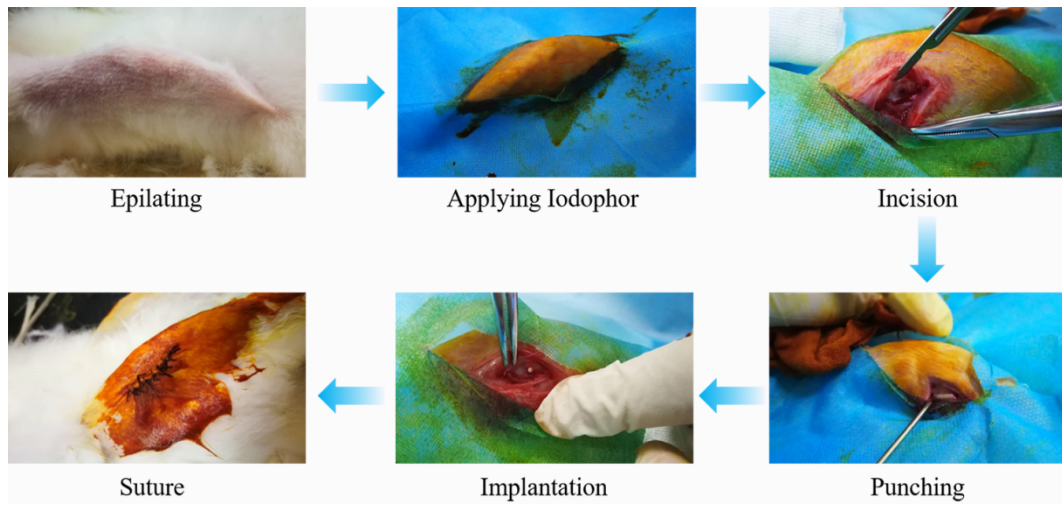 Epilating
Applying Iodophor
Incision
Punching
Implantation
Suture